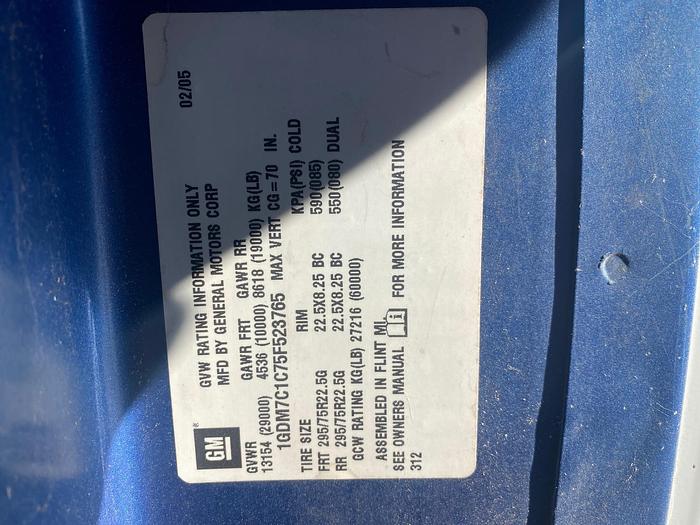 GM
GVW RATING INFORMATION ONLY 02/05
MFD BY GENERAL MOTORS CORP
GVWR GAWR FRT GAWR RR
13154 (29000) 4536 (10000) 8618 (19000) KG(LB)
1GDM7C1C75F523765 MAX VERT CG=70 IN.
TIRE SIZE RIM KPA(PSI) COLD
FRT 295/75R22.5G 22.5X8.25 BC 590(085)
RR 295/75R22.5G 22.5X8.25 BC 550(080) DUAL
GCW RATING KG(LB) 27216 (60000)
ASSEMBLED IN FLINT MI.
SEE OWNERS MANUAL FOR MORE INFORMATION
312